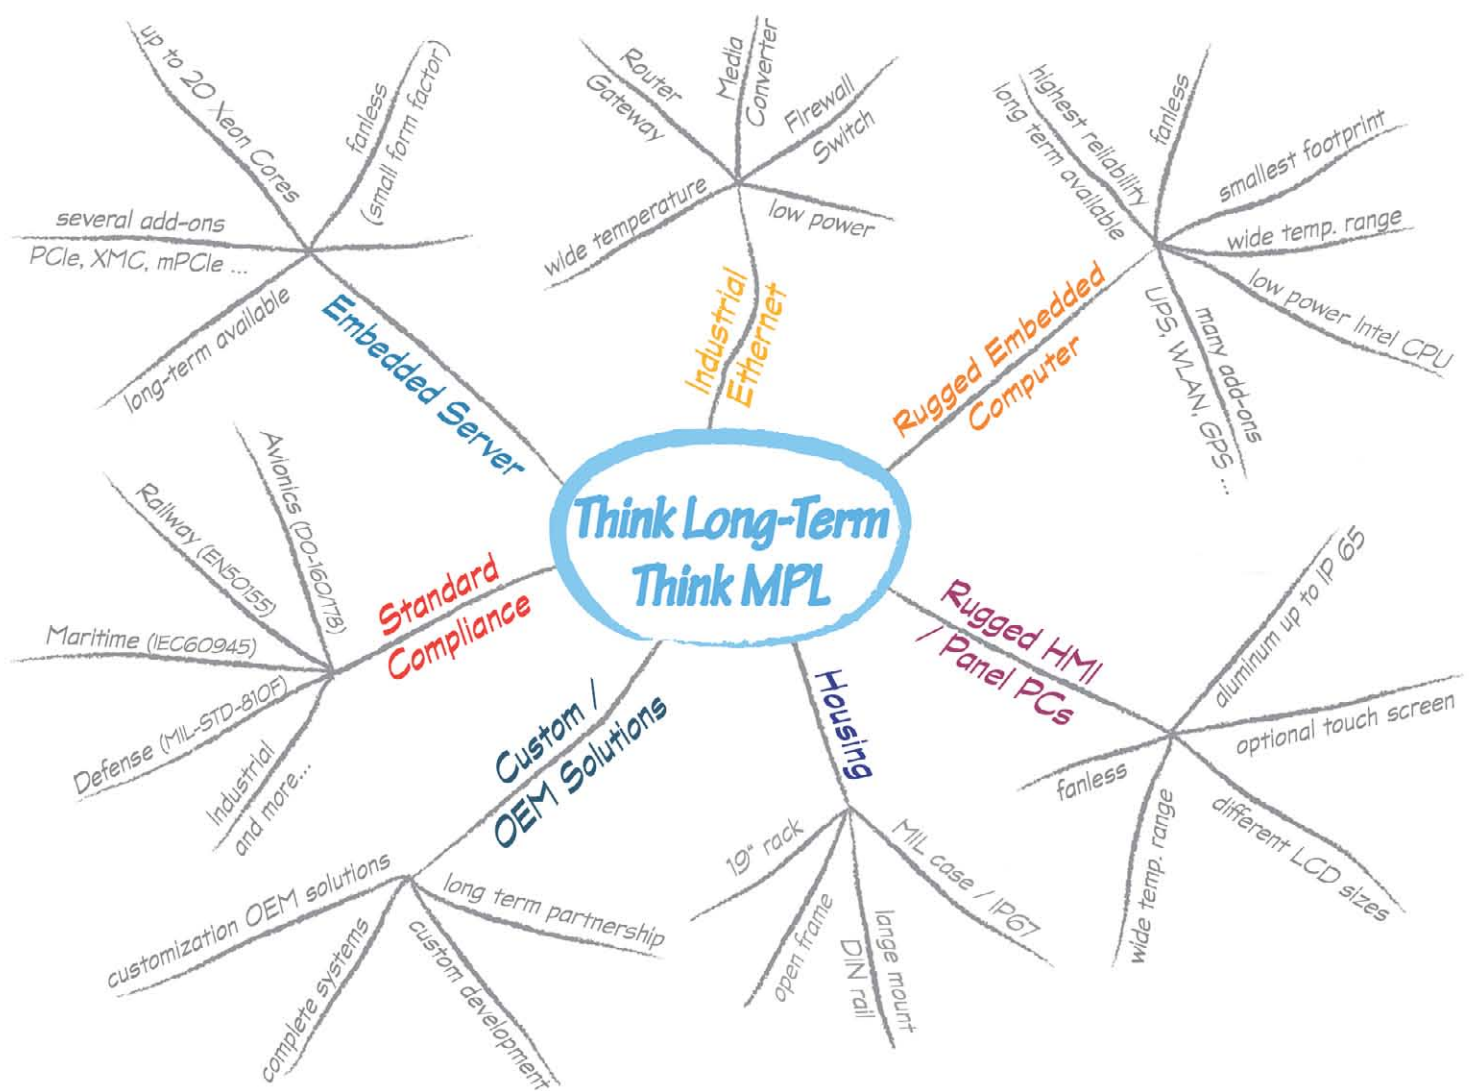 Think Long-Term
Think MPL
Embedded Server
up to 20 Xeon Cores
fanless
(small form factor)
several add-ons
PCIe, XMC, mPCIe ...
long-term available
Industrial
Ethernet
Router
Gateway
Media
Converter
Firewall
Switch
wide temperature
low power
Rugged Embedded
Computer
highest reliability
long term available
fanless
smallest footprint
wide temp. range
low power Intel CPU
many add-ons
UPS, WLAN, GPS ...
Rugged HMI
/ Panel PCs
aluminum up to IP 65
optional touch screen
different LCD sizes
wide temp. range
fanless
Housing
19" rack
open frame
lange mount
DIN rail
MIL case / IP67
Custom /
OEM Solutions
customization OEM solutions
complete systems
custom development
long term partnership
Standard
Compliance
Avionics (DO-160/178)
Railway (EN50155)
Maritime (IEC60945)
Defense (MIL-STD-810F)
Industrial
and more...